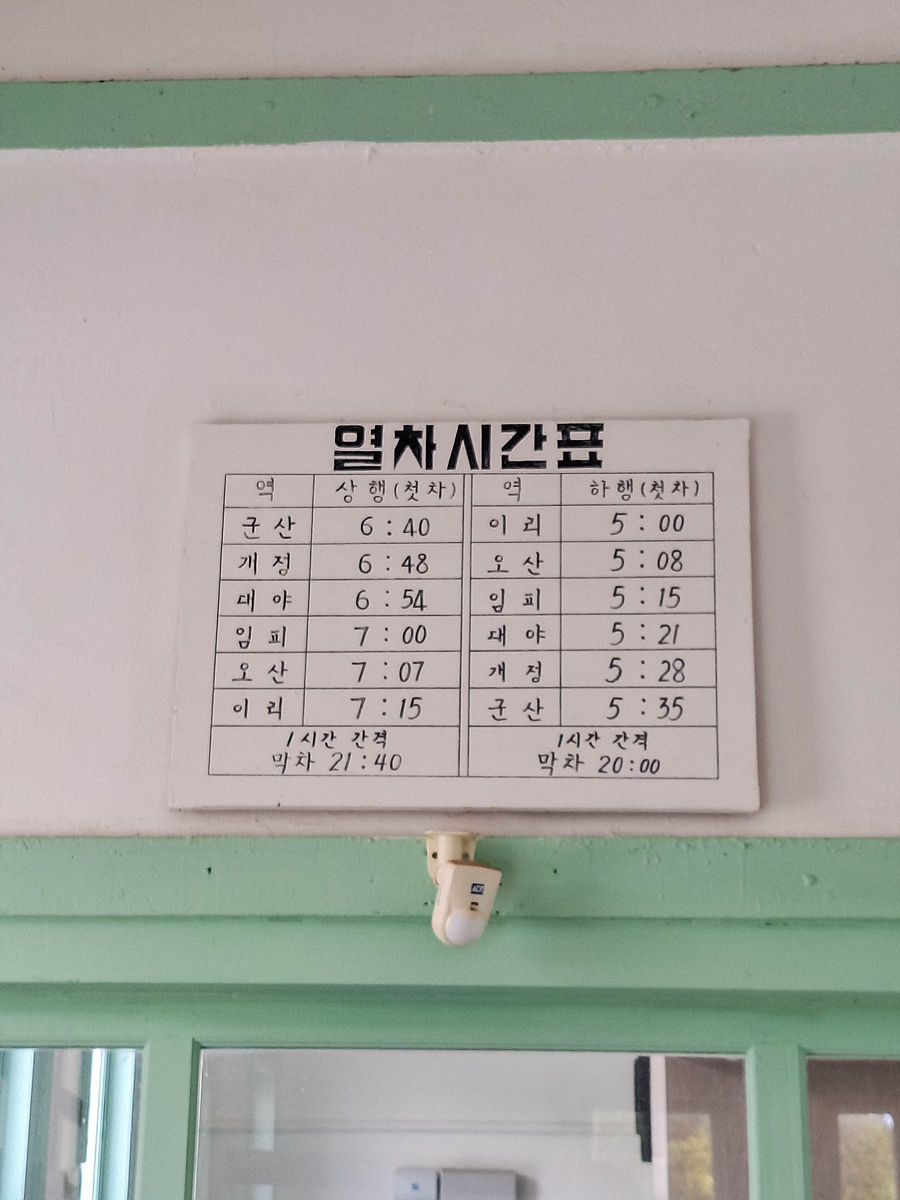 열차시간표
역 상행(첫차) 역 하행(첫차)
군산 6:40 이리 5:00
개정 6:48 오산 5:08
대야 6:54 임피 5:15
임피 7:00 대야 5:21
오산 7:07 개정 5:28
이리 7:15 군산 5:35
1시간 간격 1시간 간격
막차 21:40 막차 20:00
ADT